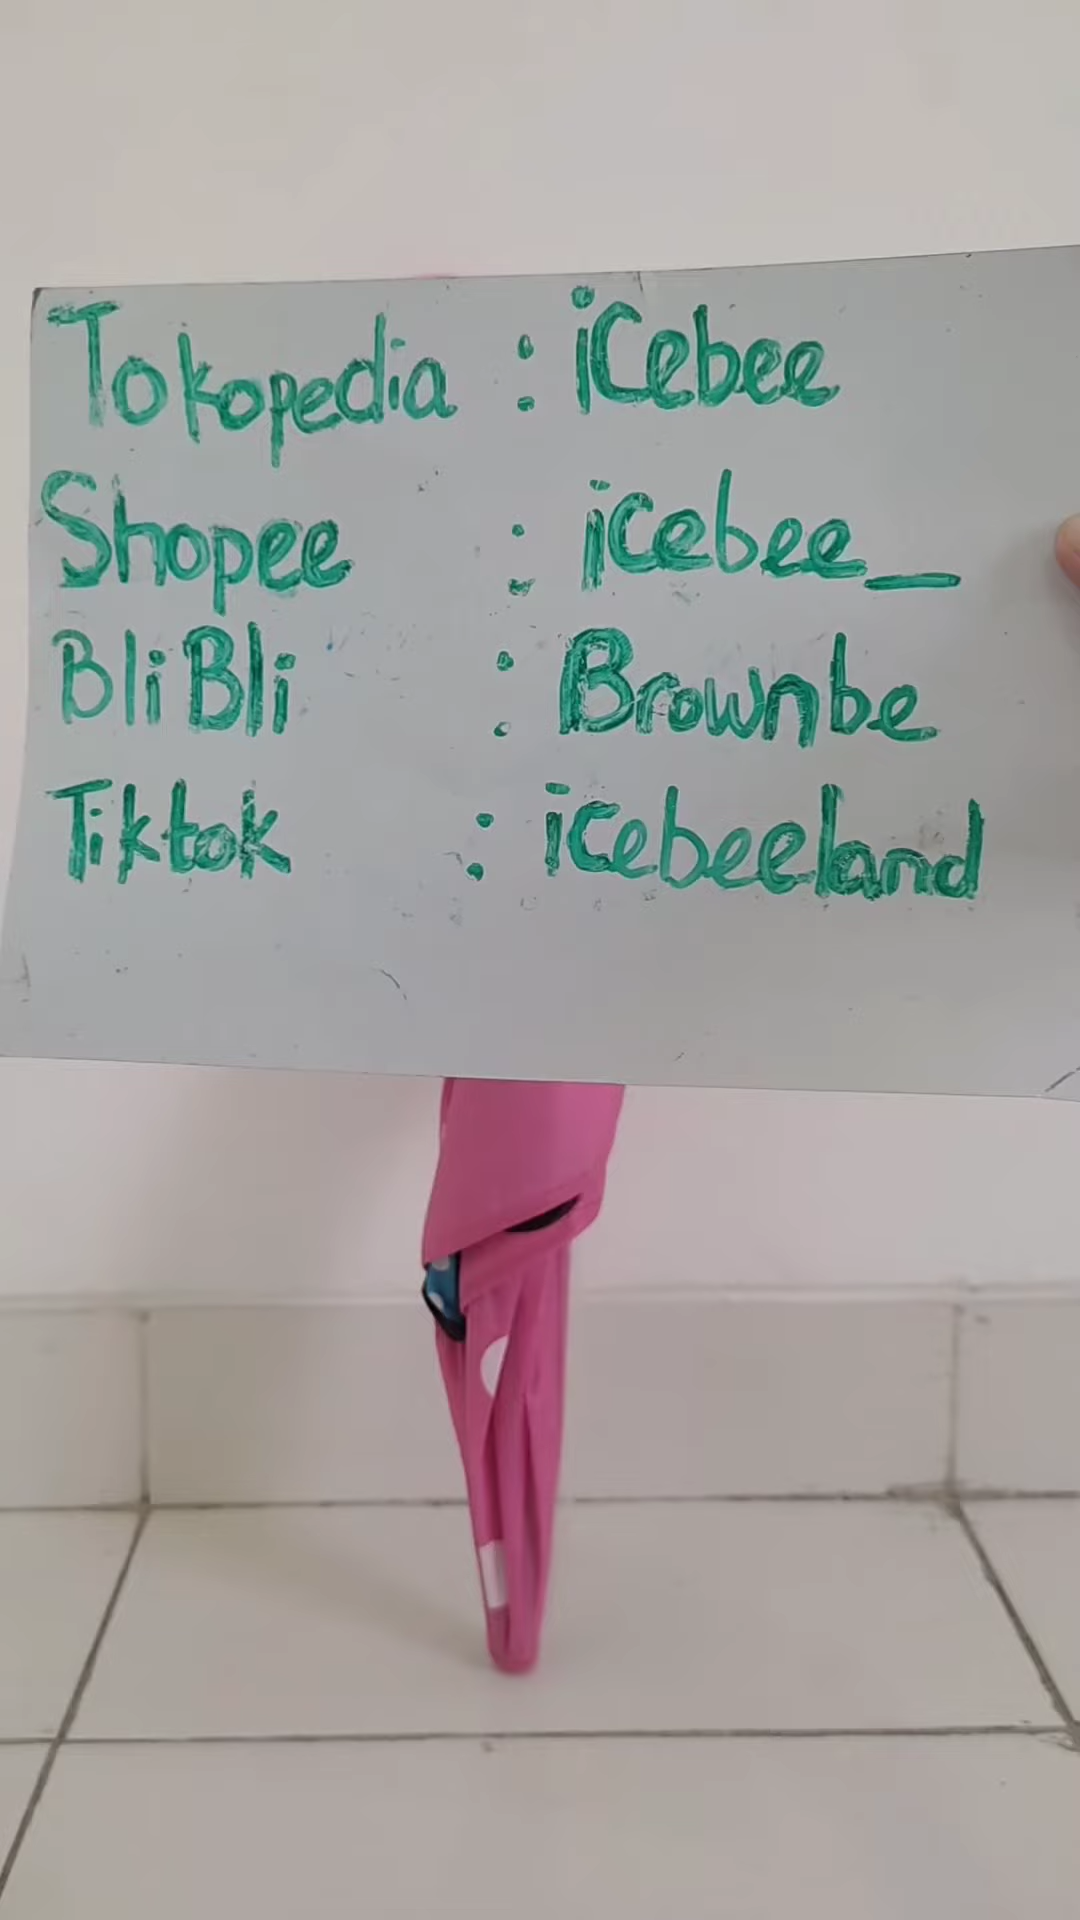 Tokopedia : icebee
Shopee : icebee_
BliBli : Brownbe
Tiktok : icebeeland